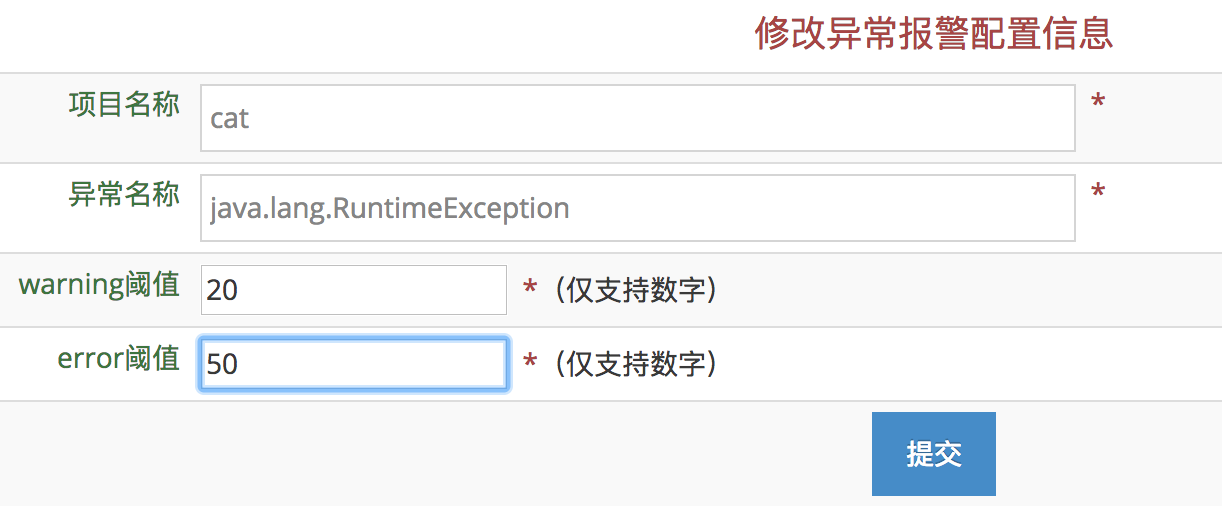 修改异常报警配置信息
项目名称 cat *
异常名称 java.lang.RuntimeException *
warning阈值 20 * （仅支持数字）
error阈值 50 * （仅支持数字）
提交